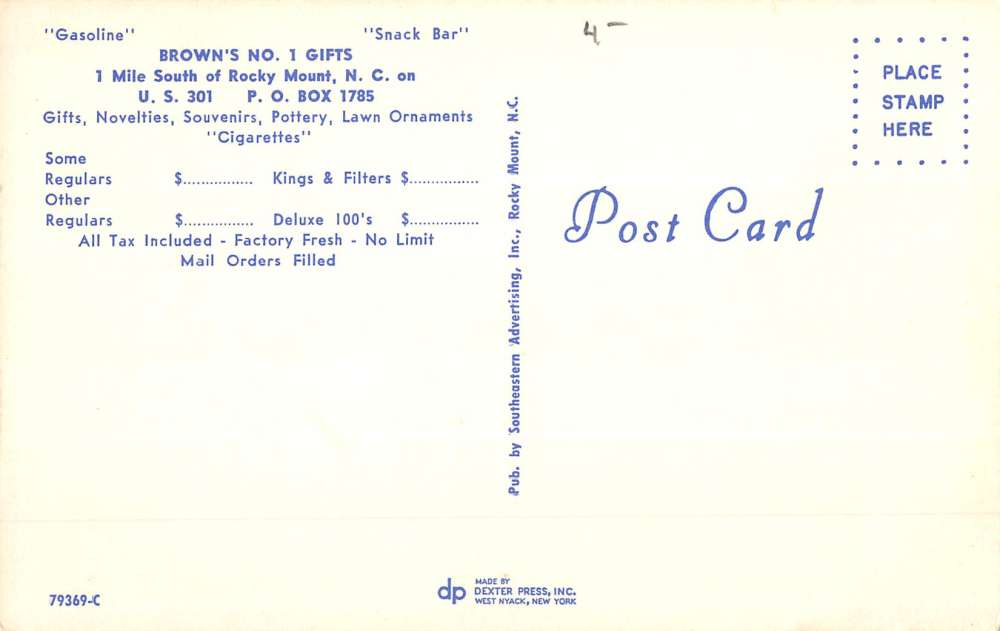 "Gasoline" "Snack Bar"
BROWN'S NO. 1 GIFTS
1 Mile South of Rocky Mount, N. C. on
U. S. 301 P. O. BOX 1785
Gifts, Novelties, Souvenirs, Pottery, Lawn Ornaments
"Cigarettes"
Some
Regulars $................ Kings & Filters $................
Other
Regulars $................ Deluxe 100's $................
All Tax Included - Factory Fresh - No Limit
Mail Orders Filled
79369-C
Pub. by Southeastern Advertising, Inc., Rocky Mount, N.C.
dp
MADE BY
DEXTER PRESS, INC.
WEST NYACK, NEW YORK
4-
Post Card
PLACE
STAMP
HERE